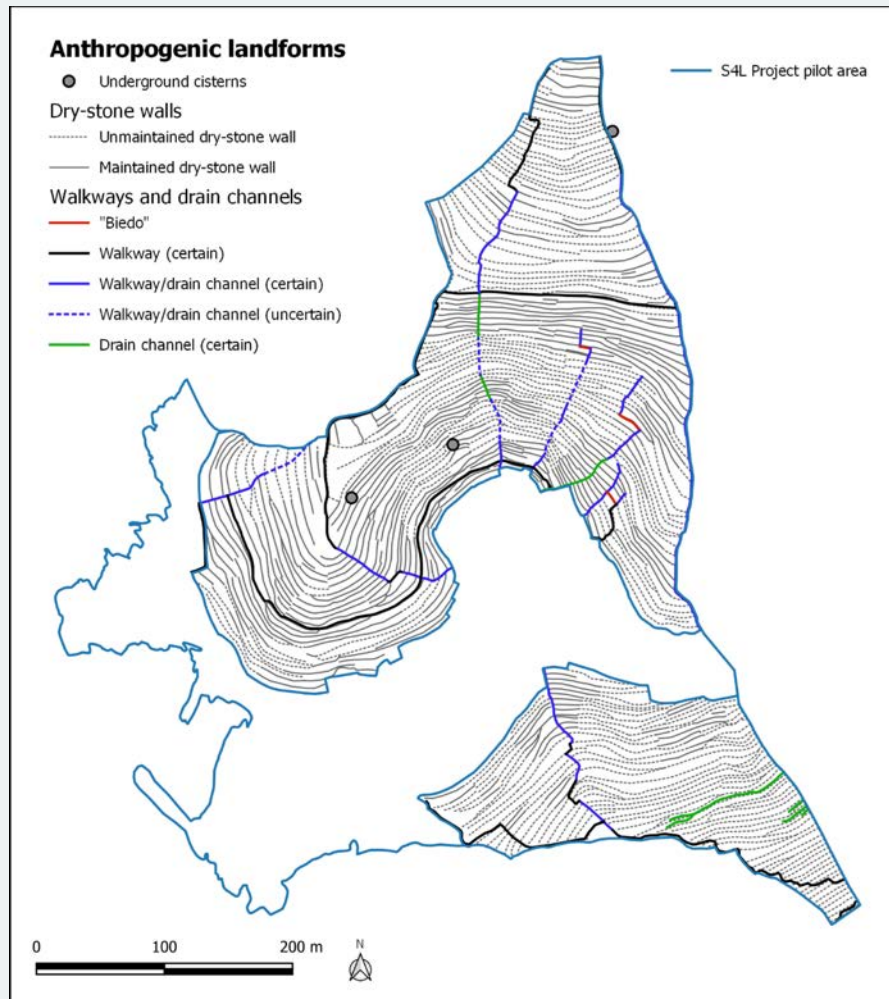 Anthropogenic landforms
Underground cisterns
Dry-stone walls
Unmaintained dry-stone wall
Maintained dry-stone wall
Walkways and drain channels
"Biedo"
Walkway (certain)
Walkway/drain channel (certain)
Walkway/drain channel (uncertain)
Drain channel (certain)
S4L Project pilot area
0 100 200 m
N